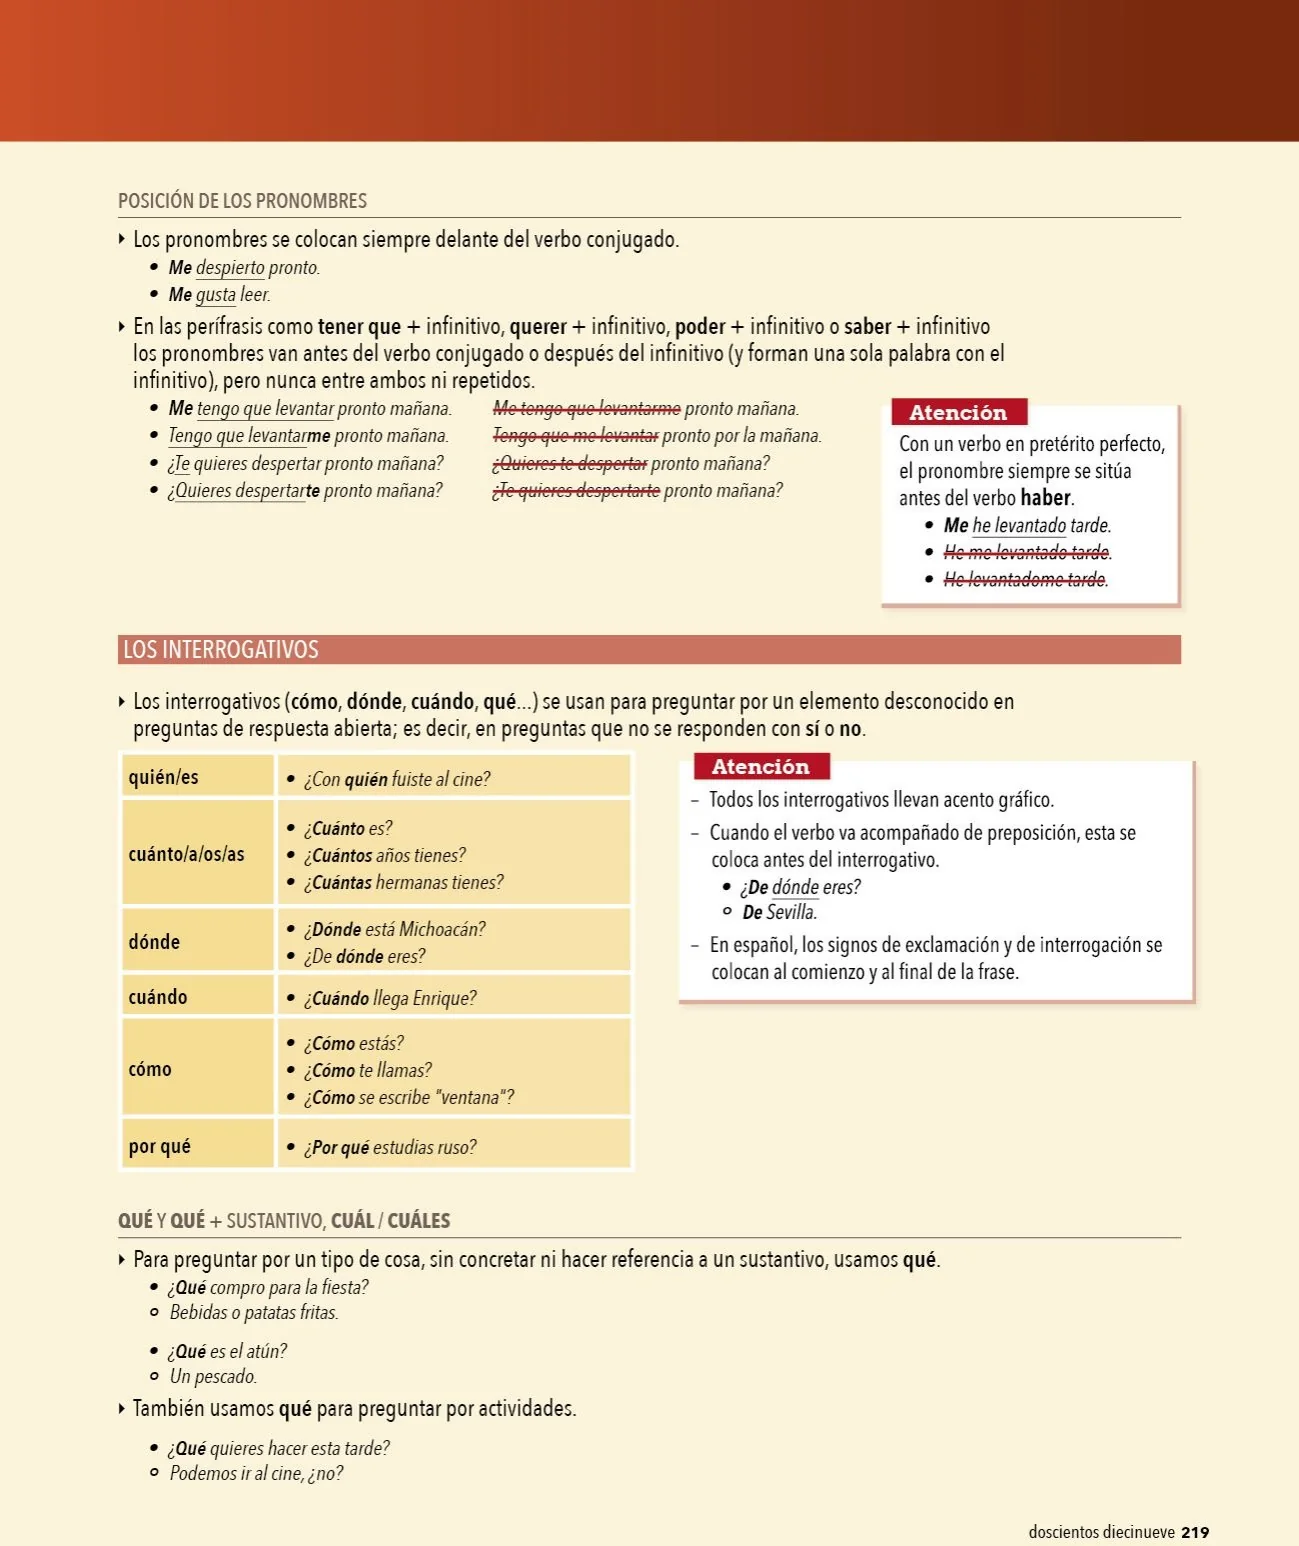 POSICIÓN DE LOS PRONOMBRES
‣ Los pronombres se colocan siempre delante del verbo conjugado.
• Me despierto pronto.
• Me gusta leer.
‣ En las perífrasis como tener que + infinitivo, querer + infinitivo, poder + infinitivo o saber + infinitivo
los pronombres van antes del verbo conjugado o después del infinitivo (y forman una sola palabra con el
infinitivo), pero nunca entre ambos ni repetidos.
• Me tengo que levantar pronto mañana.
• Tengo que levantarme pronto mañana.
• ¿Te quieres despertar pronto mañana?
• ¿Quieres despertarte pronto mañana?
Me tengo que levantarme pronto mañana.
Tengo que me levantar pronto por la mañana.
¿Quieres te despertar pronto mañana?
¿Te quieres despertarte pronto mañana?
Atención
Con un verbo en pretérito perfecto,
el pronombre siempre se sitúa
antes del verbo haber.
• Me he levantado tarde.
• He me levantado tarde.
• He levantadome tarde.
LOS INTERROGATIVOS
‣ Los interrogativos (cómo, dónde, cuándo, qué...) se usan para preguntar por un elemento desconocido en
preguntas de respuesta abierta; es decir, en preguntas que no se responden con sí o no.
quién/es
• ¿Con quién fuiste al cine?
cuánto/a/os/as
• ¿Cuánto es?
• ¿Cuántos años tienes?
• ¿Cuántas hermanas tienes?
dónde
• ¿Dónde está Michoacán?
• ¿De dónde eres?
cuándo
• ¿Cuándo llega Enrique?
cómo
• ¿Cómo estás?
• ¿Cómo te llamas?
• ¿Cómo se escribe "ventana"?
por qué
• ¿Por qué estudias ruso?
Atención
– Todos los interrogativos llevan acento gráfico.
– Cuando el verbo va acompañado de preposición, esta se
coloca antes del interrogativo.
• ¿De dónde eres?
○ De Sevilla.
– En español, los signos de exclamación y de interrogación se
colocan al comienzo y al final de la frase.
QUÉ Y QUÉ + SUSTANTIVO, CUÁL / CUÁLES
‣ Para preguntar por un tipo de cosa, sin concretar ni hacer referencia a un sustantivo, usamos qué.
• ¿Qué compro para la fiesta?
○ Bebidas o patatas fritas.
• ¿Qué es el atún?
○ Un pescado.
‣ También usamos qué para preguntar por actividades.
• ¿Qué quieres hacer esta tarde?
○ Podemos ir al cine, ¿no?
doscientos diecinueve 219